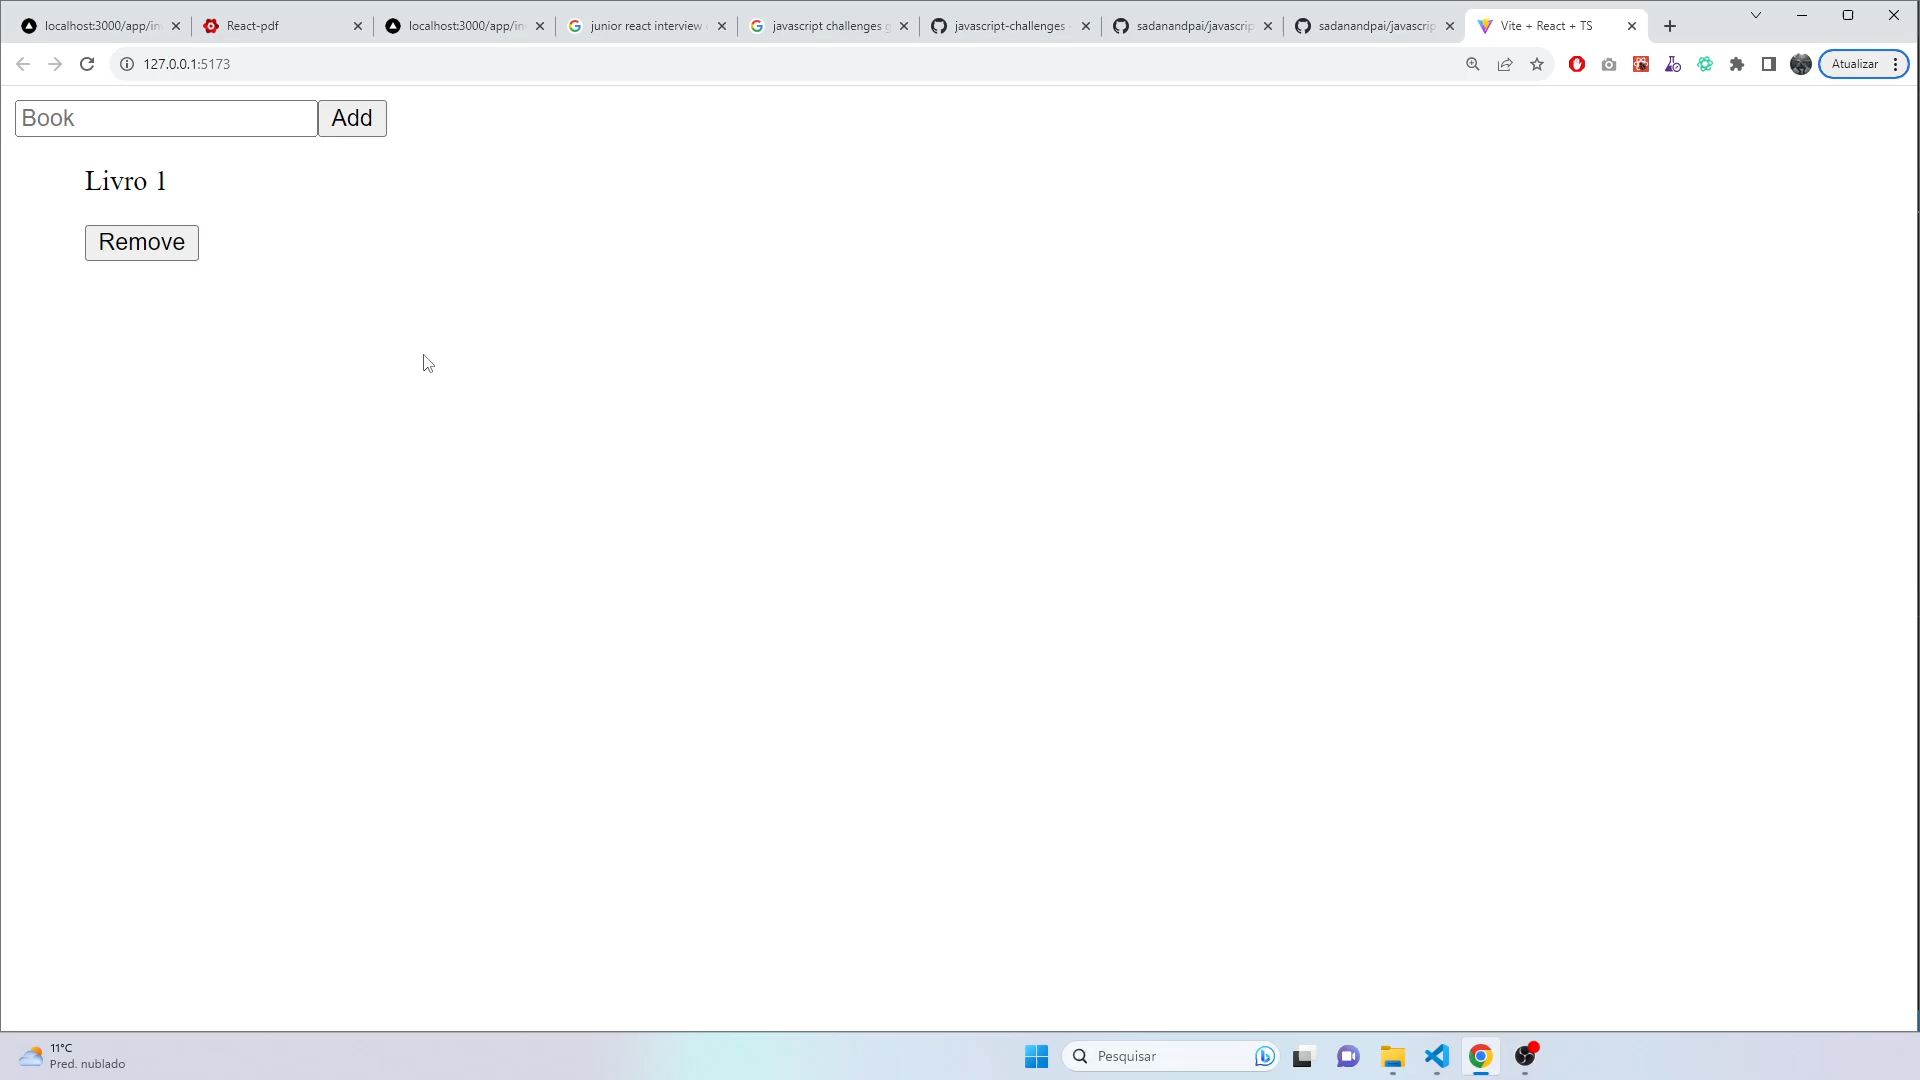 localhost:3000/app/in
React-pdf
localhost:3000/app/in
junior react interview
javascript challenges g
javascript-challenges
sadanandpai/javascrip
sadanandpai/javascrip
Vite + React + TS
127.0.0.1:5173
Atualizar
Book
Add
Livro 1
Remove
11°C
Pred. nublado
Pesquisar